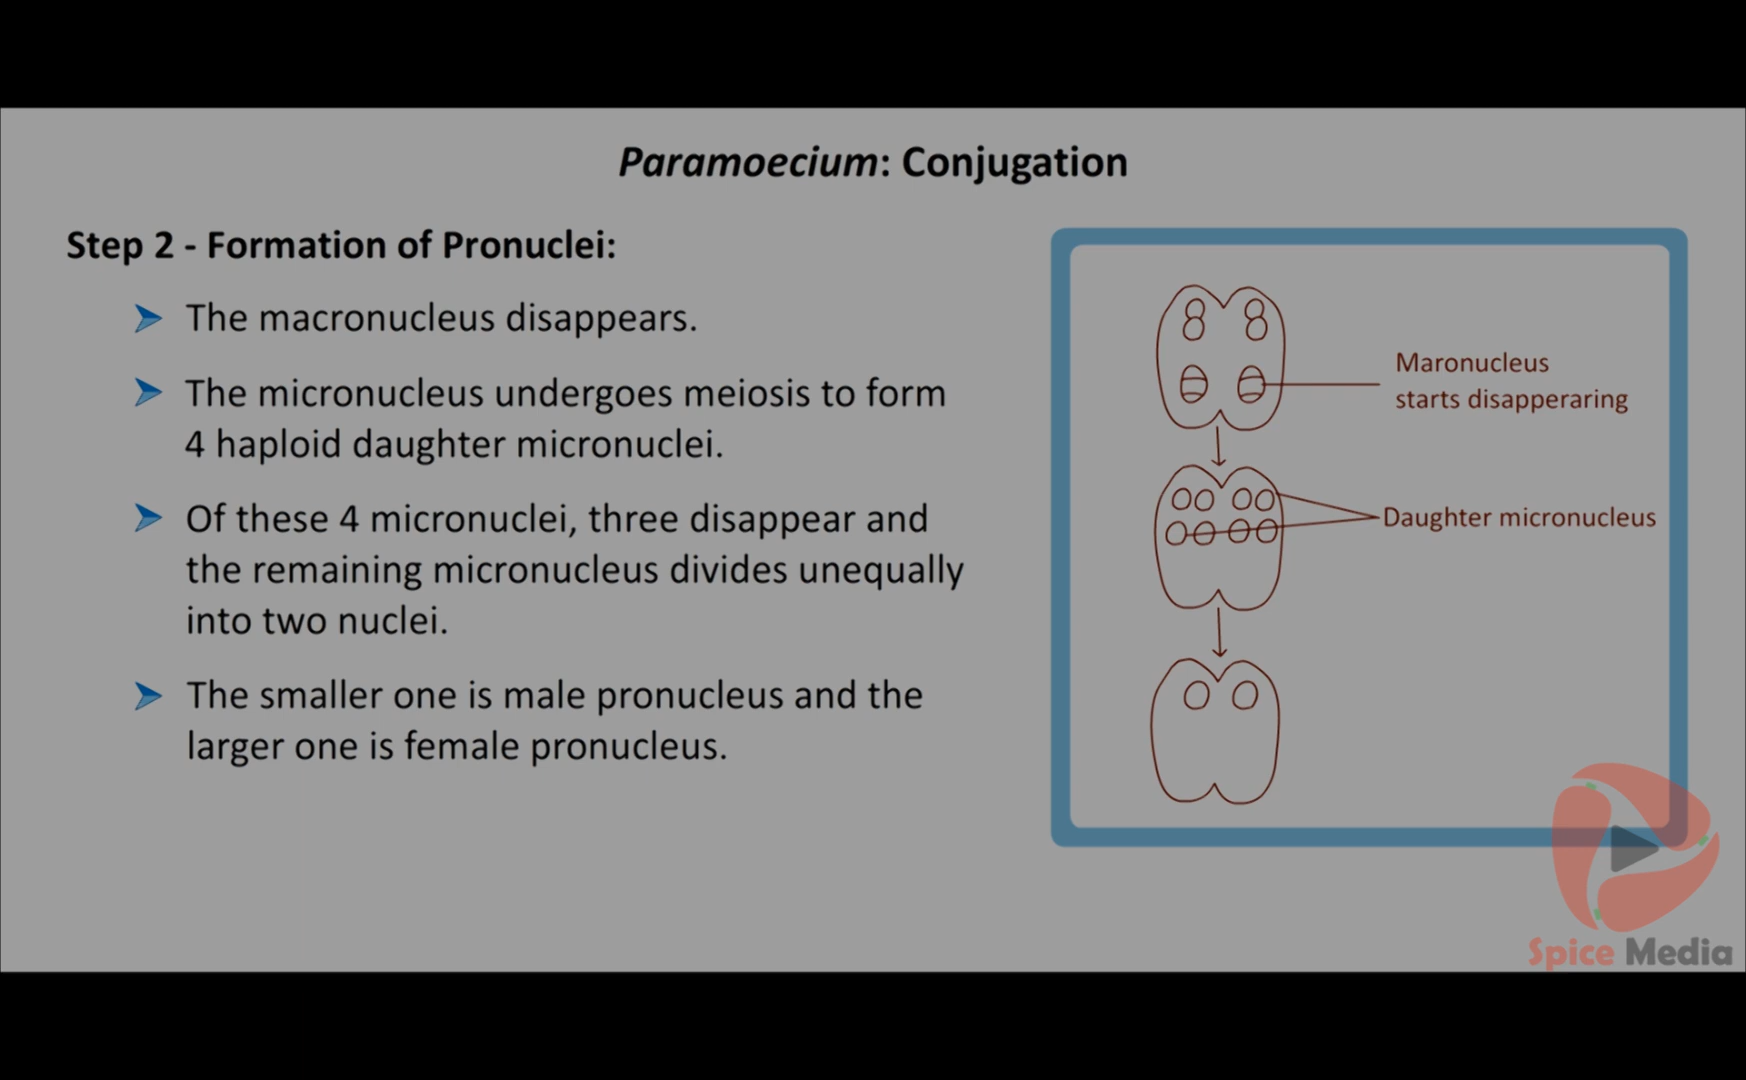 Paramoecium: Conjugation
Step 2 - Formation of Pronuclei:
The macronucleus disappears.
The micronucleus undergoes meiosis to form
4 haploid daughter micronuclei.
Of these 4 micronuclei, three disappear and
the remaining micronucleus divides unequally
into two nuclei.
The smaller one is male pronucleus and the
larger one is female pronucleus.
Maronucleus
starts disapperaring
Daughter micronucleus
Spice Media